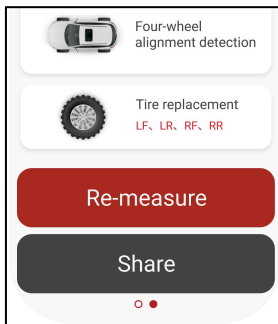 Four-wheel
alignment detection
Tire replacement
LF、LR、RF、RR
Re-measure
Share